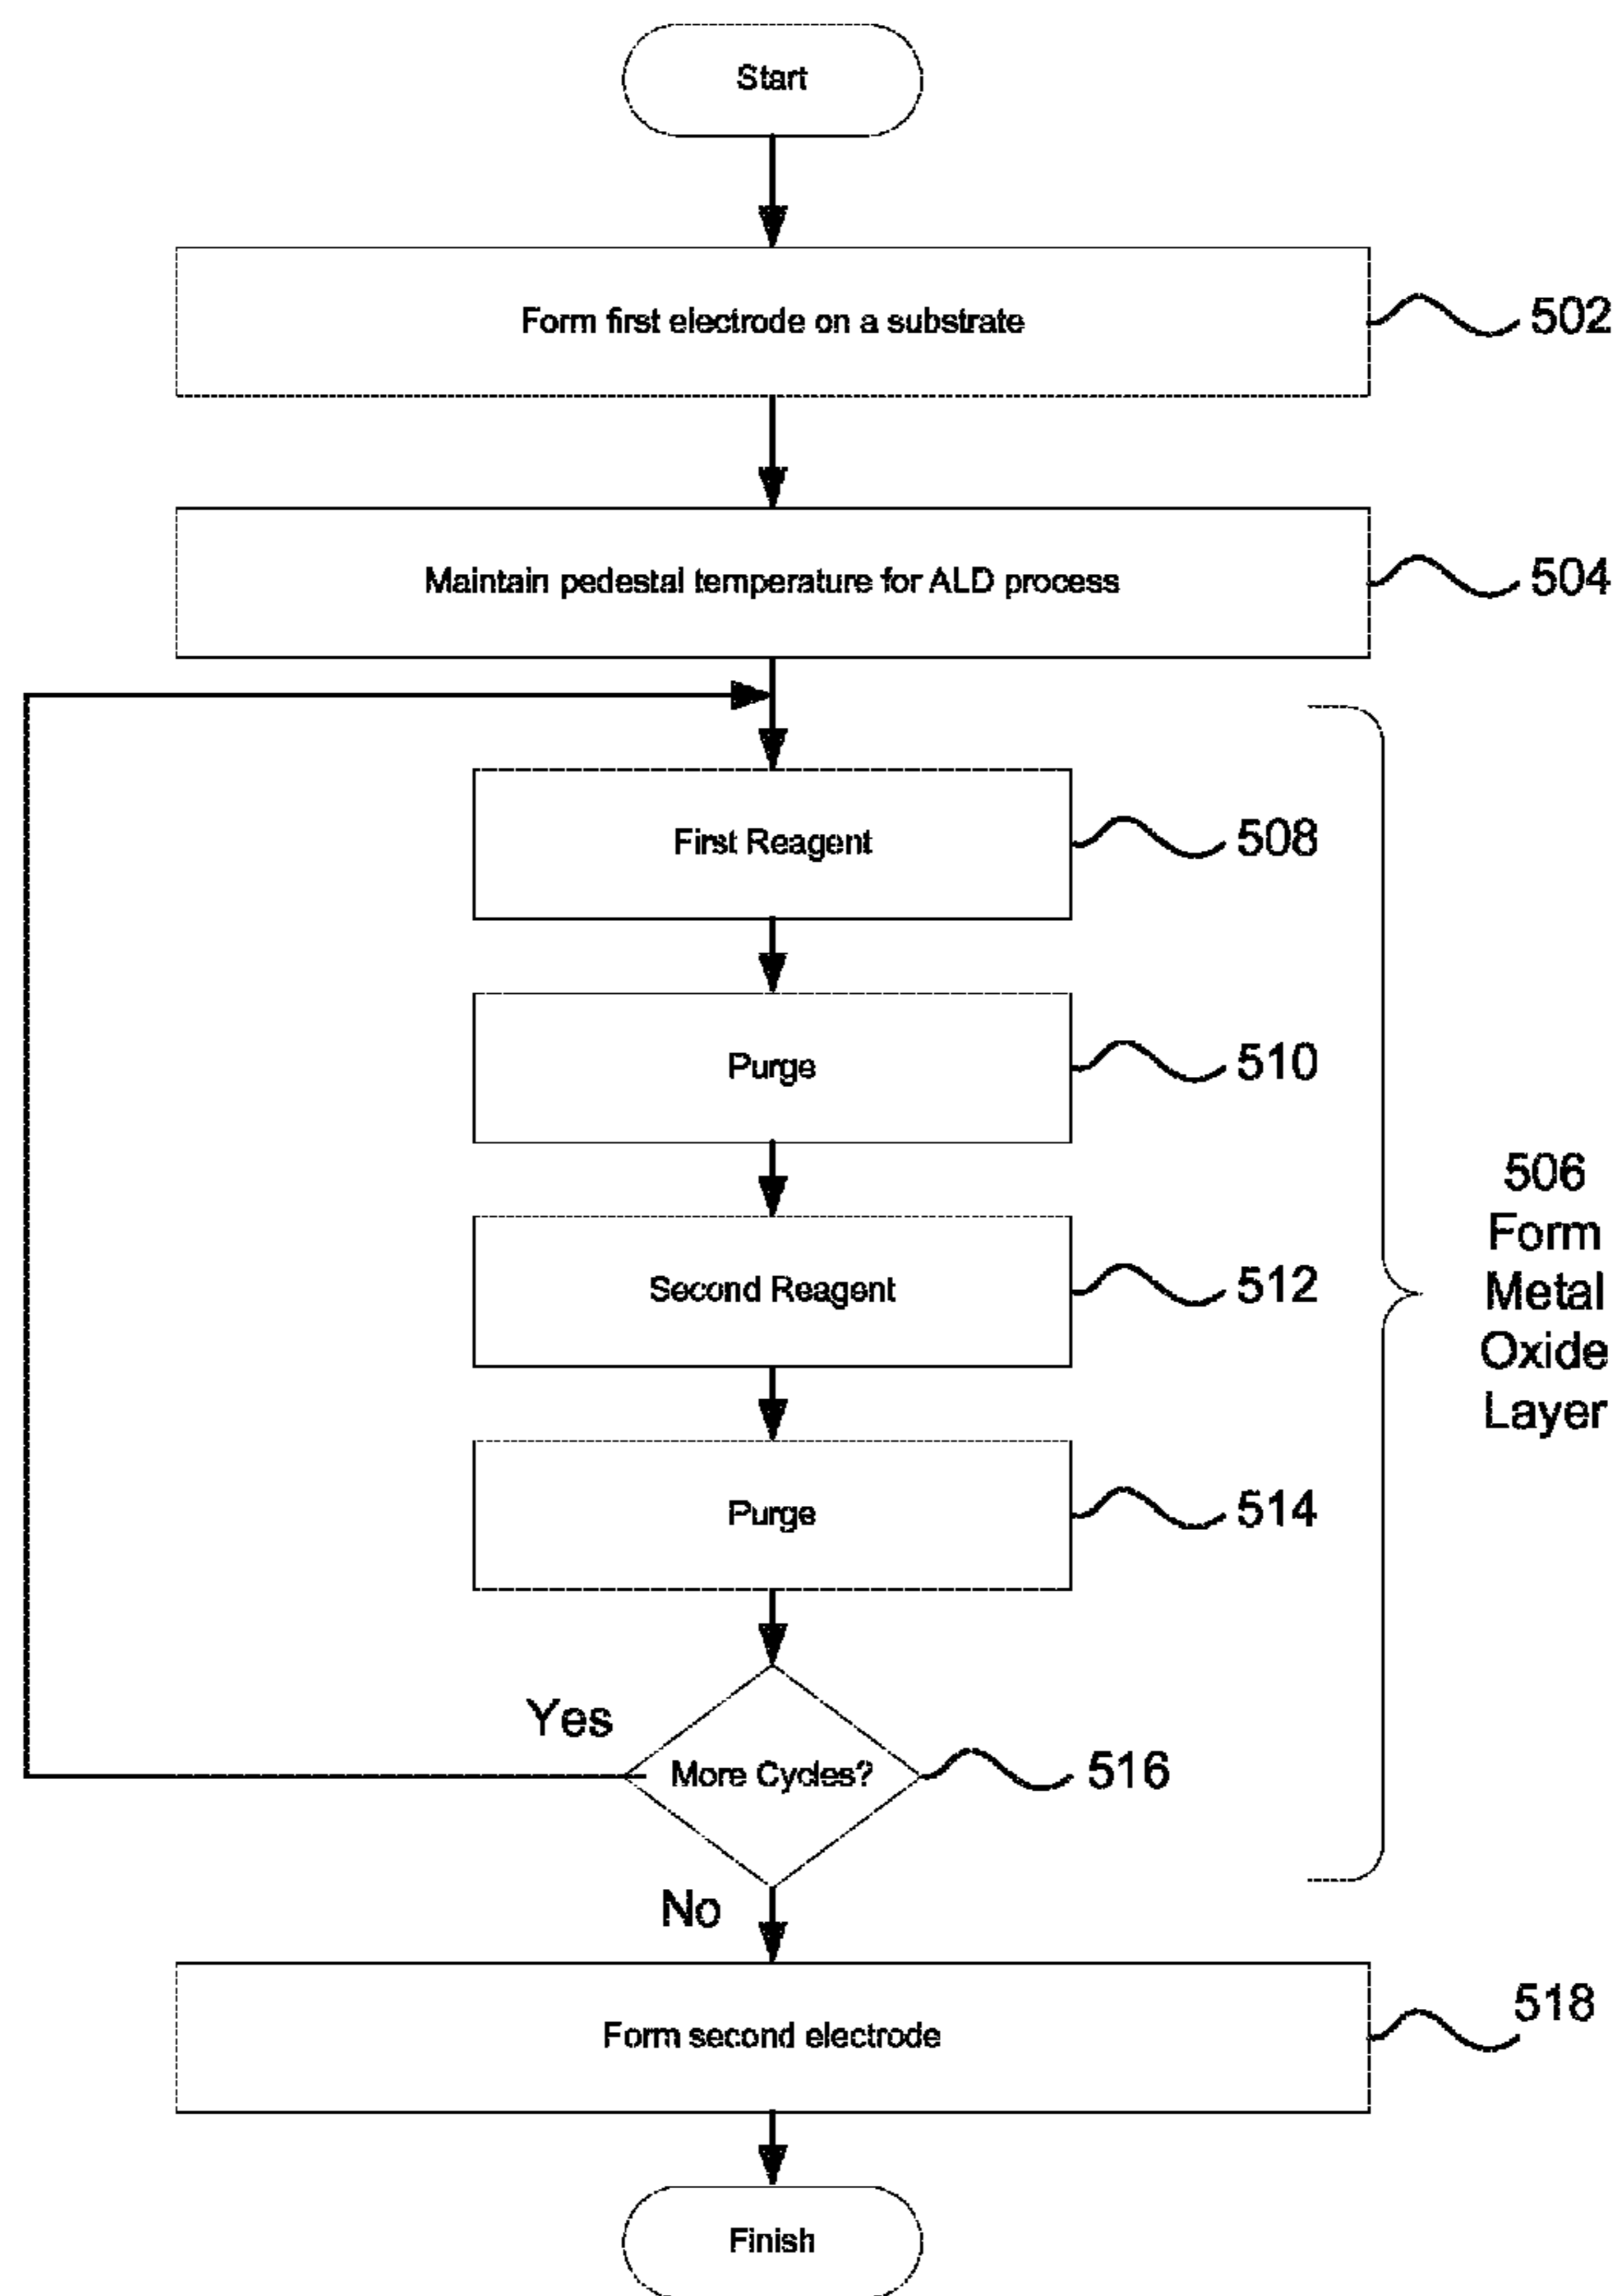 Start
Form first electrode on a substrate
502
Maintain pedestal temperature for ALD process
504
First Reagent
508
Purge
510
506
Form
Metal
Oxide
Layer
Second Reagent
512
Purge
514
Yes
More Cycles?
516
No
Form second electrode
518
Finish